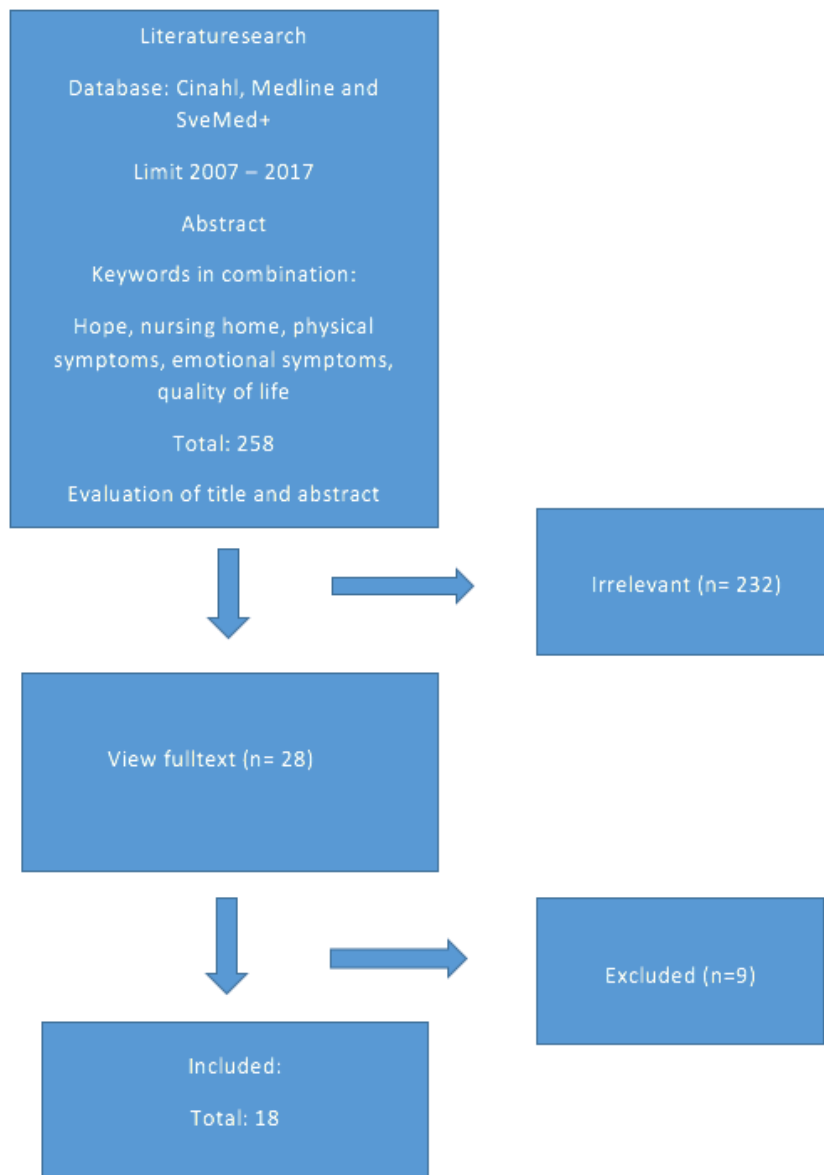 Literaturesearch
Database: Cinahl, Medline and
SveMed+
Limit 2007 – 2017
Abstract
Keywords in combination:
Hope, nursing home, physical
symptoms, emotional symptoms,
quality of life
Total: 258
Evaluation of title and abstract
Irrelevant (n= 232)
View fulltext (n= 28)
Excluded (n=9)
Included:
Total: 18